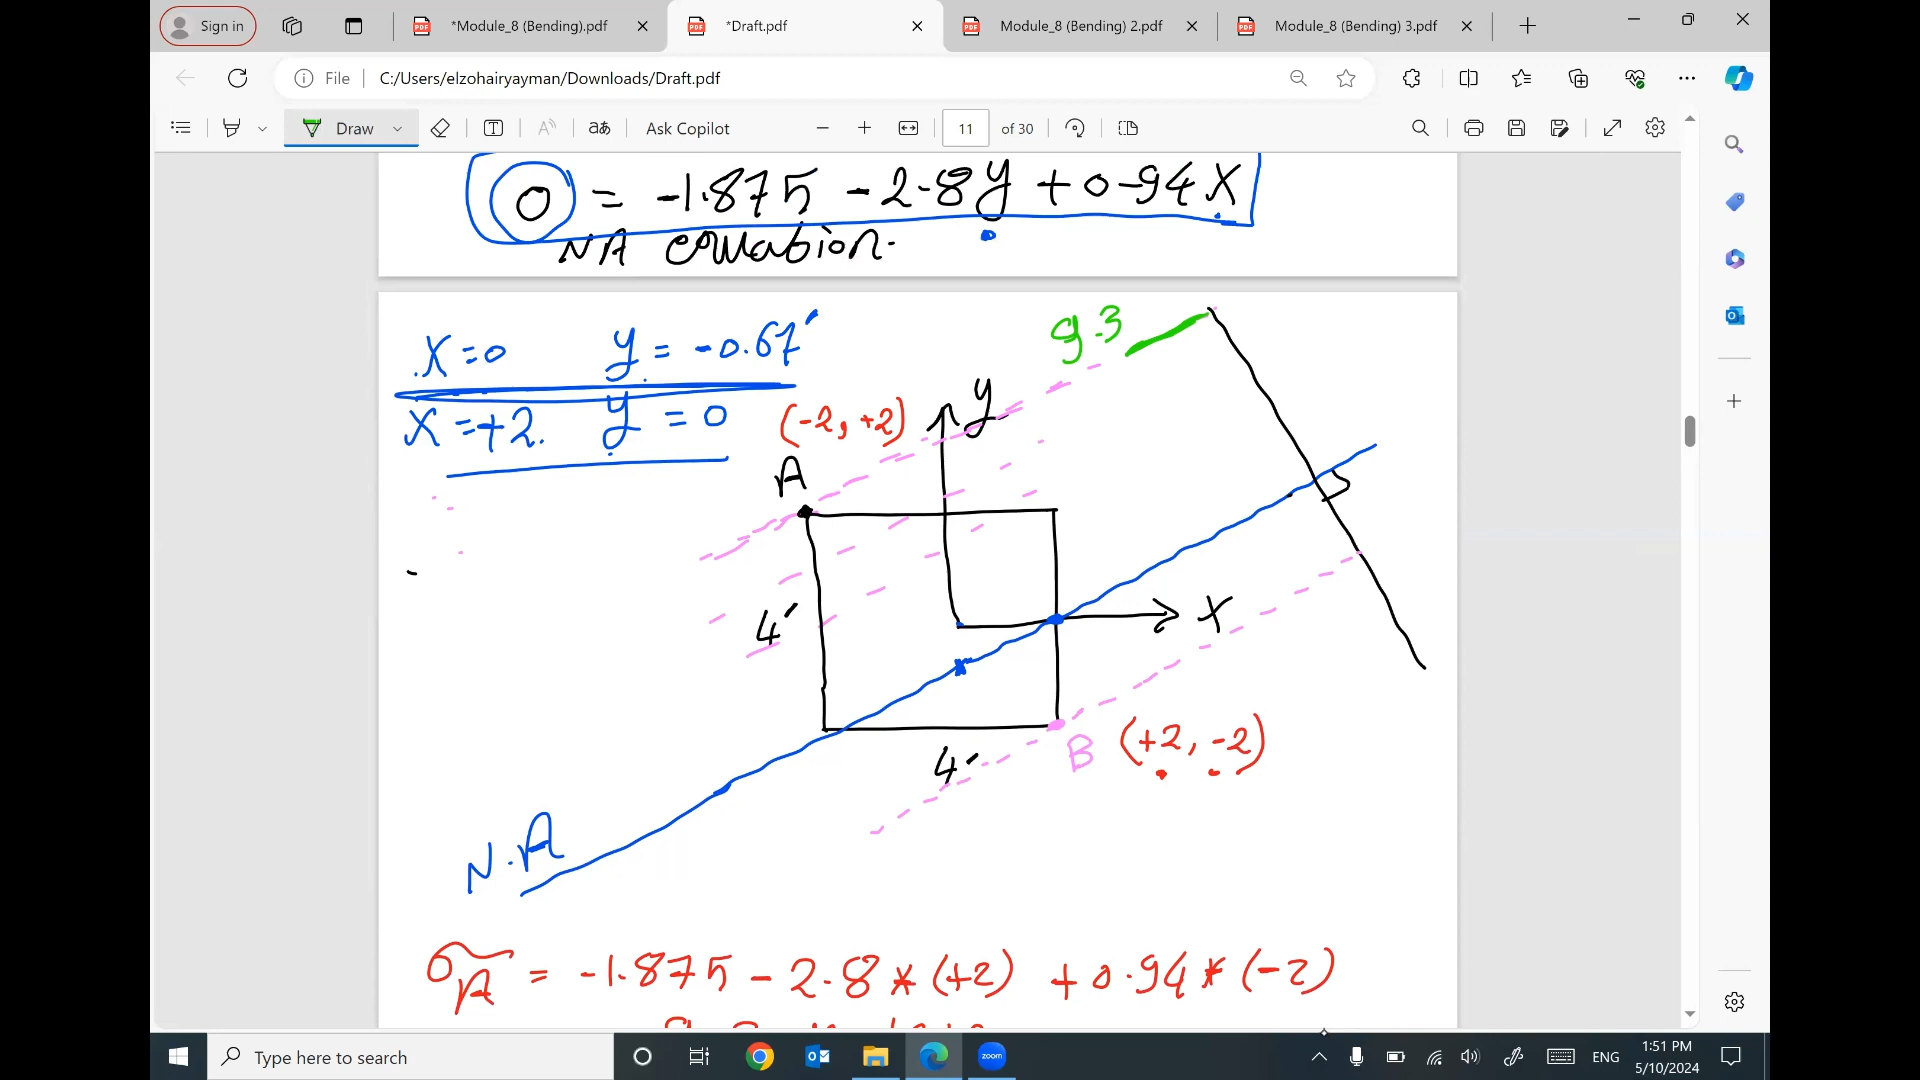 Sign in
*Module_8 (Bending).pdf
*Draft.pdf
Module_8 (Bending) 2.pdf
Module_8 (Bending) 3.pdf
File
C:/Users/elzohairyayman/Downloads/Draft.pdf
Draw
Ask Copilot
11
of 30
0 = -1.875 - 2.8y + 0.94x
NA equation.
x = 0 y = -0.67'
x = +2. y = 0
9.3
(-2, +2)
y
A
4'
x
4'
B (+2, -2)
N.A
σA = -1.875 - 2.8 * (+2) + 0.94 * (-2)
Type here to search
zoom
ENG
1:51 PM
5/10/2024